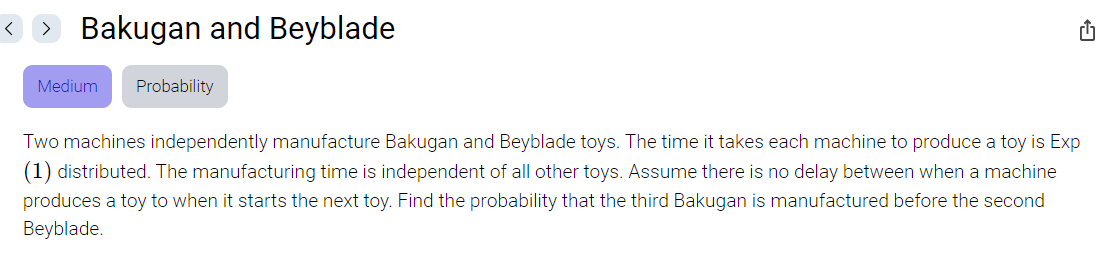 < > Bakugan and Beyblade
Medium Probability
Two machines independently manufacture Bakugan and Beyblade toys. The time it takes each machine to produce a toy is Exp
(1) distributed. The manufacturing time is independent of all other toys. Assume there is no delay between when a machine
produces a toy to when it starts the next toy. Find the probability that the third Bakugan is manufactured before the second
Beyblade.